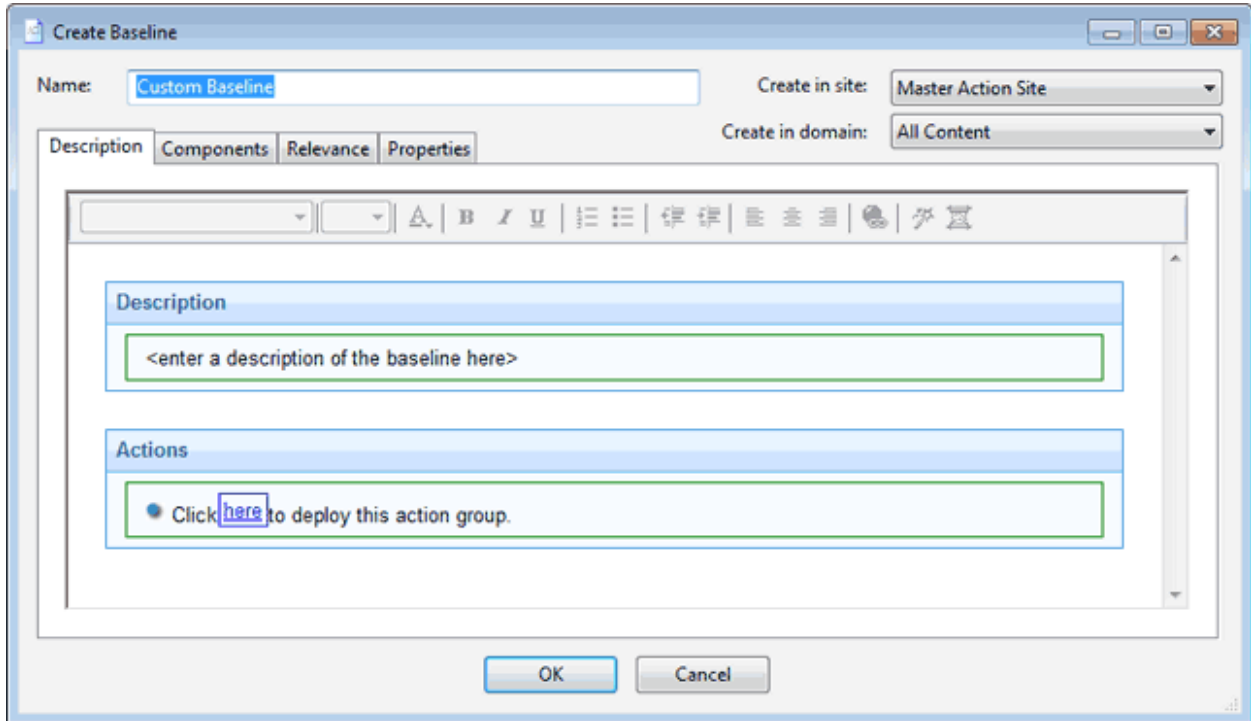 Create Baseline
Name: Custom Baseline Create in site: Master Action Site
Create in domain: All Content
Description Components Relevance Properties
A B I U
Description
<enter a description of the baseline here>
Actions
Click here to deploy this action group.
OK Cancel